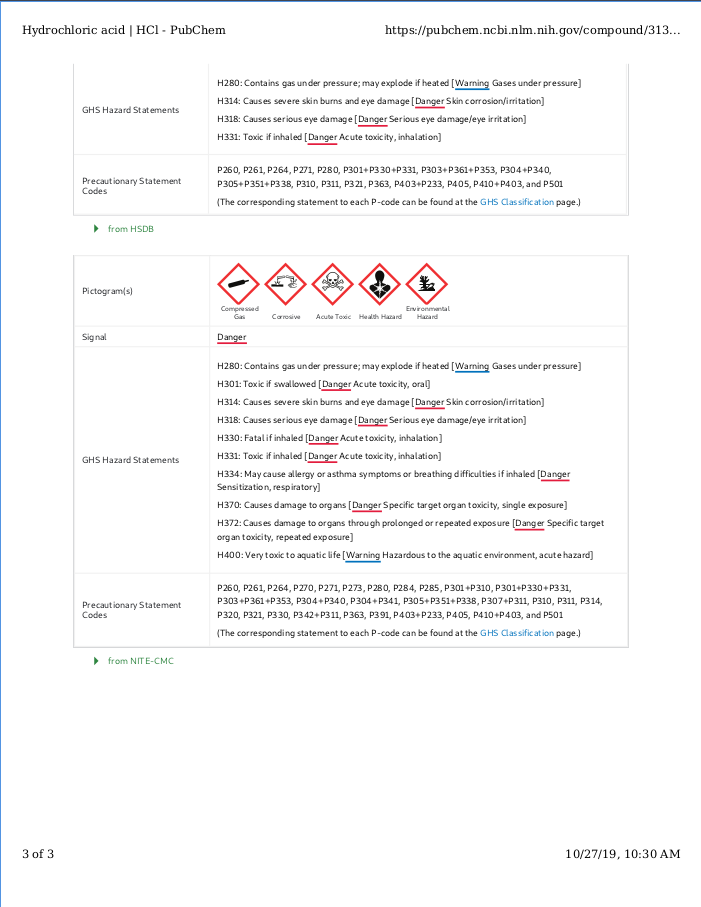 Hydrochloric acid | HCl - PubChem https://pubchem.ncbi.nlm.nih.gov/compound/313...
H280: Contains gas under pressure; may explode if heated [Warning Gases under pressure]
GHS Hazard Statements
H314: Causes severe skin burns and eye damage [Danger Skin corrosion/irritation]
H318: Causes serious eye damage [Danger Serious eye damage/eye irritation]
H331: Toxic if inhaled [Danger Acute toxicity, inhalation]
Precautionary Statement
Codes
P260, P261, P264, P271, P280, P301+P330+P331, P303+P361+P353, P304+P340,
P305+P351+P338, P310, P311, P321, P363, P403+P233, P405, P410+P403, and P501
(The corresponding statement to each P-code can be found at the GHS Classification page.)
from HSDB
Pictogram(s)
Compressed
Gas
Corrosive
Acute Toxic
Health Hazard
Environmental
Hazard
Signal Danger
GHS Hazard Statements
H280: Contains gas under pressure; may explode if heated [Warning Gases under pressure]
H301: Toxic if swallowed [Danger Acute toxicity, oral]
H314: Causes severe skin burns and eye damage [Danger Skin corrosion/irritation]
H318: Causes serious eye damage [Danger Serious eye damage/eye irritation]
H330: Fatal if inhaled [Danger Acute toxicity, inhalation]
H331: Toxic if inhaled [Danger Acute toxicity, inhalation]
H334: May cause allergy or asthma symptoms or breathing difficulties if inhaled [Danger
Sensitization, respiratory]
H370: Causes damage to organs [Danger Specific target organ toxicity, single exposure]
H372: Causes damage to organs through prolonged or repeated exposure [Danger Specific target
organ toxicity, repeated exposure]
H400: Very toxic to aquatic life [Warning Hazardous to the aquatic environment, acute hazard]
Precautionary Statement
Codes
P260, P261, P264, P270, P271, P273, P280, P284, P285, P301+P310, P301+P330+P331,
P303+P361+P353, P304+P340, P304+P341, P305+P351+P338, P307+P311, P310, P311, P314,
P320, P321, P330, P342+P311, P363, P391, P403+P233, P405, P410+P403, and P501
(The corresponding statement to each P-code can be found at the GHS Classification page.)
from NITE-CMC
3 of 3 10/27/19, 10:30 AM